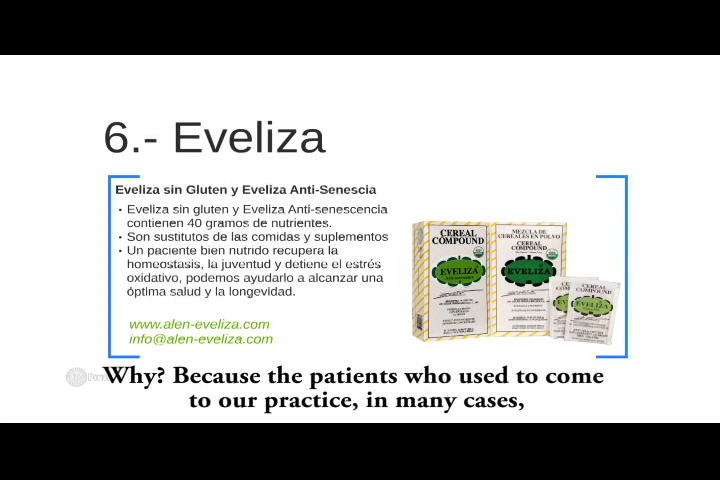 6.- Eveliza
Eveliza sin Gluten y Eveliza Anti-Senescia
• Eveliza sin gluten y Eveliza Anti-senescencia
contienen 40 gramos de nutrientes.
• Son sustitutos de las comidas y suplementos
• Un paciente bien nutrido recupera la
homeostasis, la juventud y detiene el estrés
oxidativo, podemos ayudarlo a alcanzar una
óptima salud y la longevidad.
www.alen-eveliza.com
info@alen-eveliza.com
CEREAL
COMPOUND
EVELIZA
MEZCLA DE
CEREALES EN POLVO
CEREAL
COMPOUND
EVELIZA
CEREAL
COMPOUND
EVELIZA
Why? Because the patients who used to come
to our practice, in many cases,